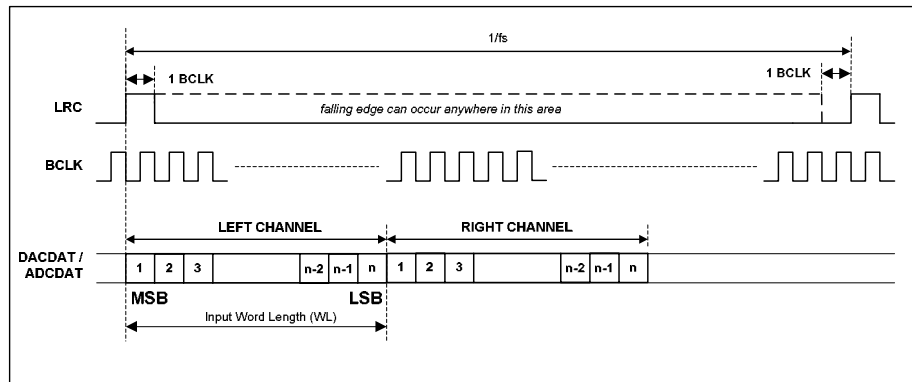 1/fs
1 BCLK
1 BCLK
LRC
falling edge can occur anywhere in this area
BCLK
LEFT CHANNEL
RIGHT CHANNEL
DACDAT /
ADCDAT
1 2 3 n-2 n-1 n 1 2 3 n-2 n-1 n
MSB
LSB
Input Word Length (WL)